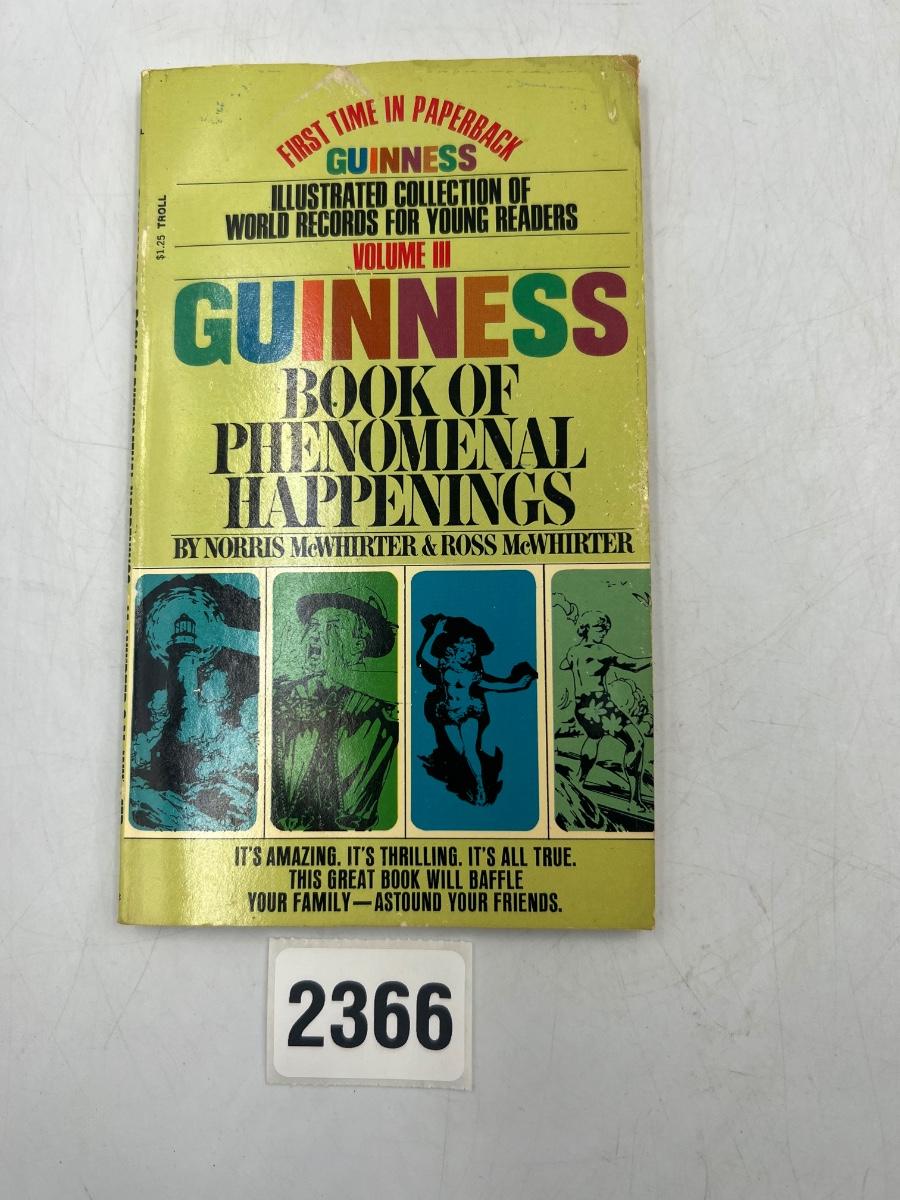 FIRST TIME IN PAPERBACK
GUINNESS
ILLUSTRATED COLLECTION OF
WORLD RECORDS FOR YOUNG READERS
VOLUME III
$1.25 TROLL
GUINNESS
BOOK OF
PHENOMENAL
HAPPENINGS
BY NORRIS McWHIRTER & ROSS McWHIRTER
IT'S AMAZING. IT'S THRILLING. IT'S ALL TRUE.
THIS GREAT BOOK WILL BAFFLE
YOUR FAMILY—ASTOUND YOUR FRIENDS.
2366